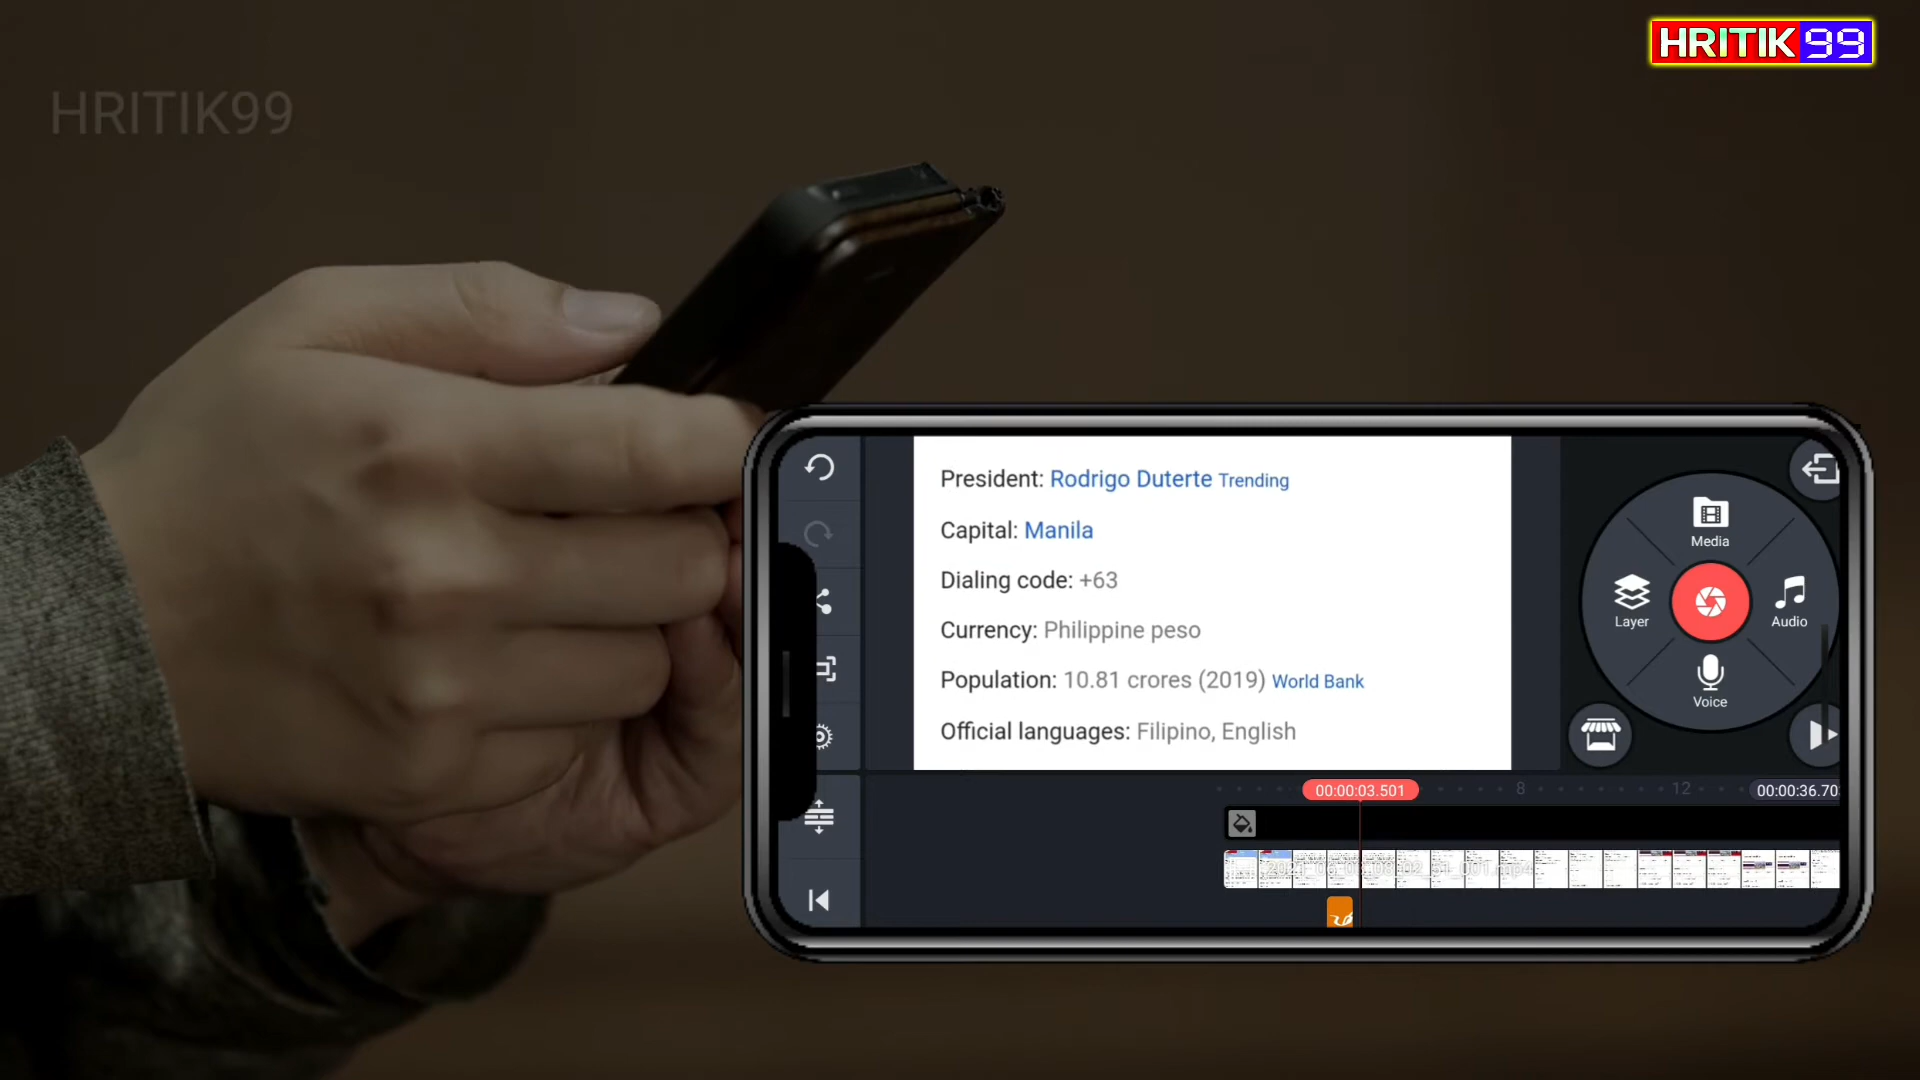 HRITIK 99
HRITIK99
President: Rodrigo Duterte Trending
Capital: Manila
Dialing code: +63
Currency: Philippine peso
Population: 10.81 crores (2019) World Bank
Official languages: Filipino, English
Media
Layer
Audio
Voice
00:00:03.501
8
12
00:00:36.70